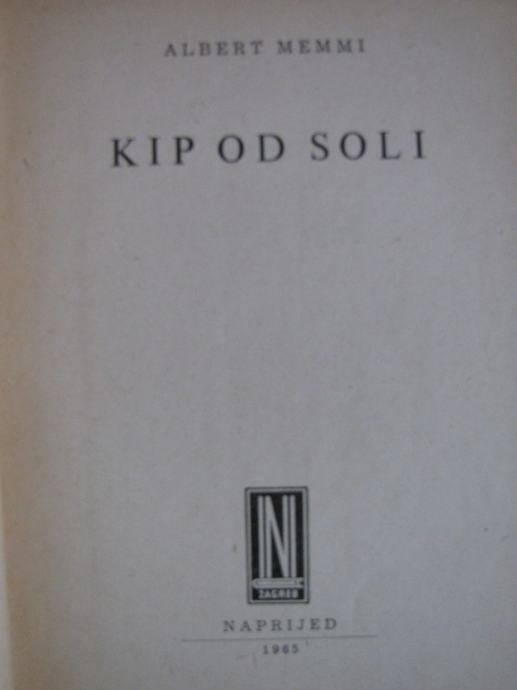 ALBERT MEMMI
KIP OD SOLI
N
ZAGREB
NAPRIJED
1965